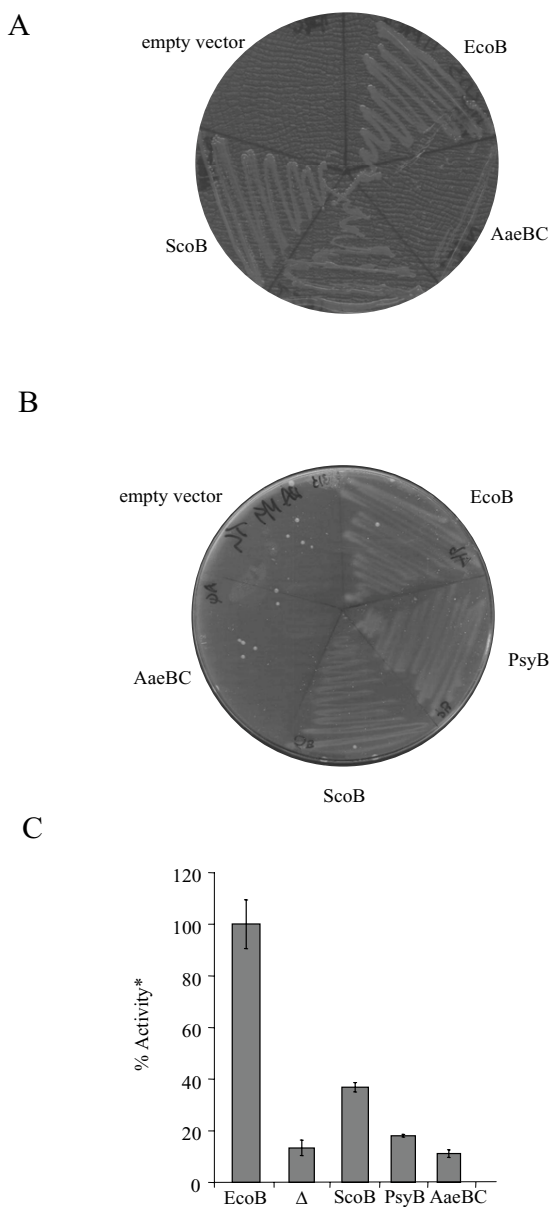 A
empty vector
EcoB
ScoB
AaeBC
B
empty vector
EcoB
AaeBC
PsyB
ScoB
C
% Activity*
120
100
80
60
40
20
0
EcoB Δ ScoB PsyB AaeBC